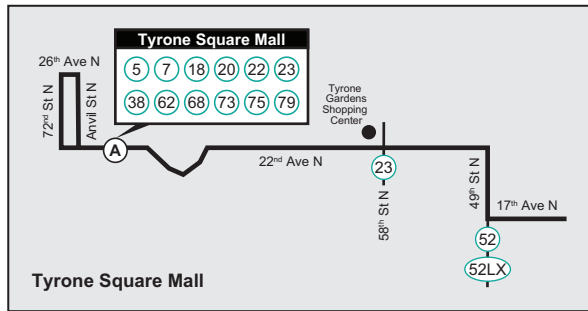 Tyrone Square Mall
5 7 18 20 22 23
38 62 68 73 75 79
26th Ave N
72nd St N
Anvil St N
A
Tyrone
Gardens
Shopping
Center
22nd Ave N
23
58th St N
49th St N
17th Ave N
52
52LX
Tyrone Square Mall